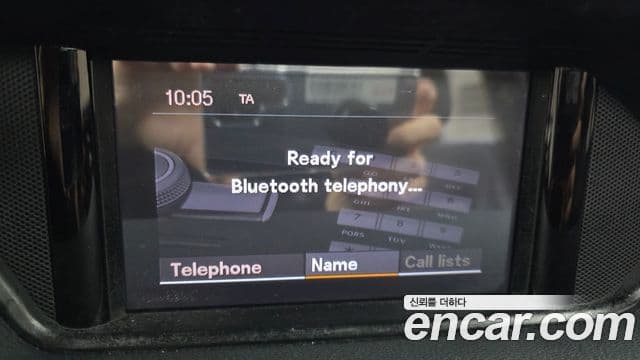 10:05 TA
Ready for
Bluetooth telephony...
Telephone Name Call lists
신뢰를 더하다
encar.com